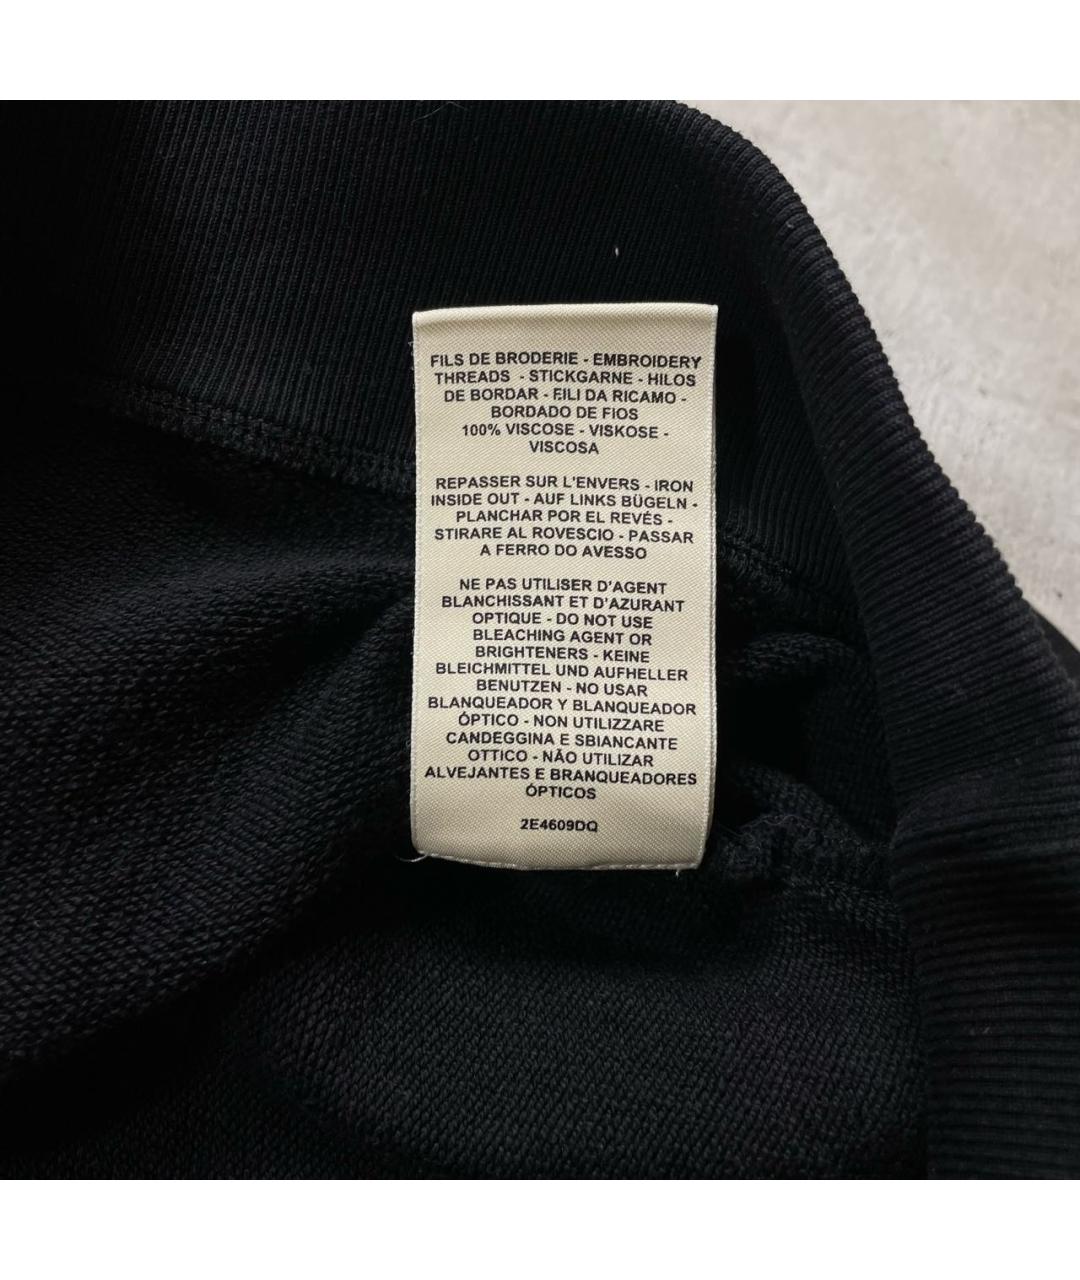 FILS DE BRODERIE - EMBROIDERY
THREADS - STICKGARNE - HILOS
DE BORDAR - FILI DA RICAMO -
BORDADO DE FIOS
100% VISCOSE - VISKOSE -
VISCOSA
REPASSER SUR L'ENVERS - IRON
INSIDE OUT - AUF LINKS BÜGELN -
PLANCHAR POR EL REVÉS -
STIRARE AL ROVESCIO - PASSAR
A FERRO DO AVESSO
NE PAS UTILISER D'AGENT
BLANCHISSANT ET D'AZURANT
OPTIQUE - DO NOT USE
BLEACHING AGENT OR
BRIGHTENERS - KEINE
BLEICHMITTEL UND AUFHELLER
BENUTZEN - NO USAR
BLANQUEADOR Y BLANQUEADOR
ÓPTICO - NON UTILIZZARE
CANDEGGINA E SBIANCANTE
OTTICO - NÃO UTILIZAR
ALVEJANTES E BRANQUEADORES
ÓPTICOS
2E4609DQ